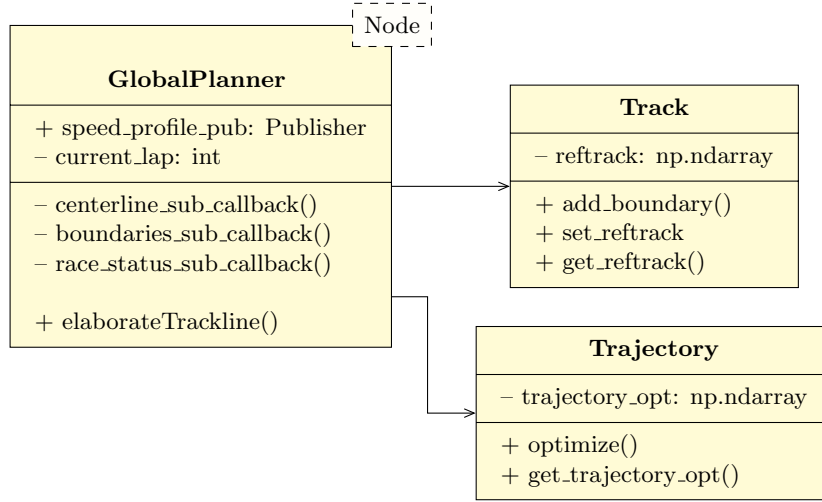 Node
GlobalPlanner
+ speed_profile_pub: Publisher
– current_lap: int
– centerline_sub_callback()
– boundaries_sub_callback()
– race_status_sub_callback()
+ elaborateTrackline()
Track
– reftrack: np.ndarray
+ add_boundary()
+ set_reftrack
+ get_reftrack()
Trajectory
– trajectory_opt: np.ndarray
+ optimize()
+ get_trajectory_opt()